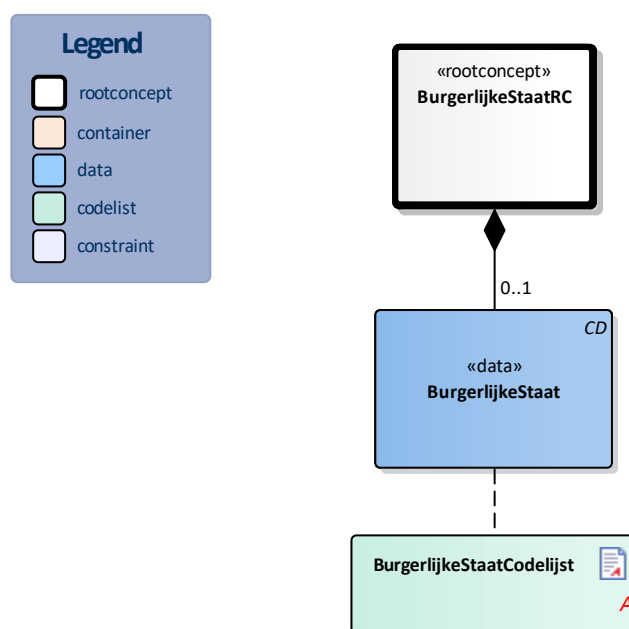 Legend
rootconcept
container
data
codelist
constraint
«rootconcept»
BurgerlijkeStaatRC
0..1
CD
«data»
BurgerlijkeStaat
BurgerlijkeStaatCodelijst